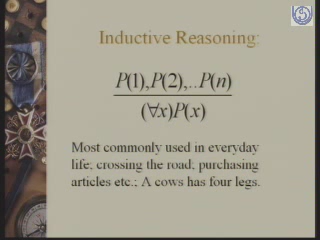 Inductive Reasoning:
P(1),P(2),..P(n)
(∀x)P(x)
Most commonly used in everyday
life; crossing the road; purchasing
articles etc.; A cows has four legs.